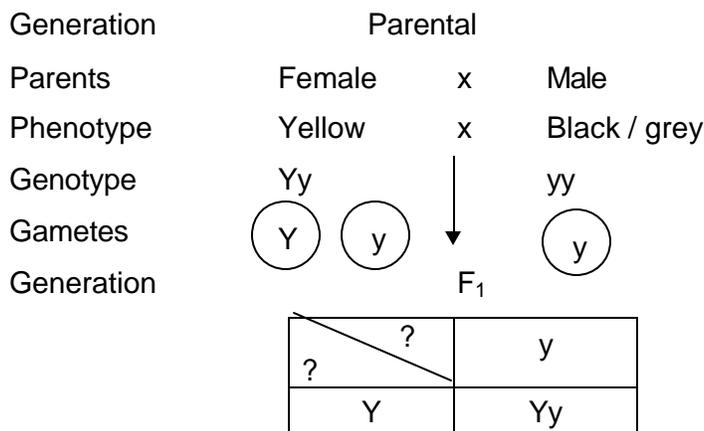 Generation Parental
Parents Female x Male
Phenotype Yellow x Black / grey
Genotype Yy yy
Gametes Y y y
Generation F₁
? ? y
Y Yy